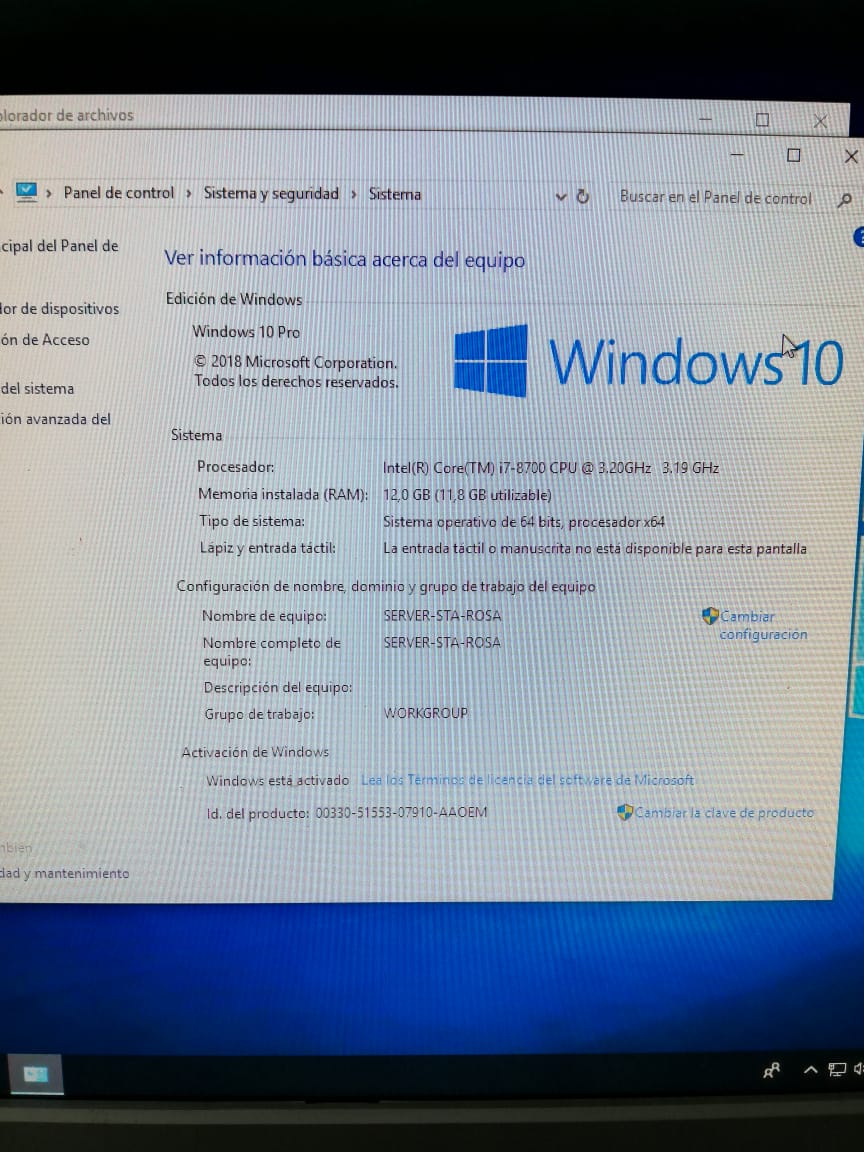 plorador de archivos
Panel de control › Sistema y seguridad › Sistema
Buscar en el Panel de control
cipal del Panel de
Ver información básica acerca del equipo
Edición de Windows
dor de dispositivos
Windows 10 Pro
ón de Acceso
© 2018 Microsoft Corporation.
Todos los derechos reservados.
Windows 10
del sistema
ión avanzada del
Sistema
Procesador: Intel(R) Core(TM) i7-8700 CPU @ 3.20GHz 3.19 GHz
Memoria instalada (RAM): 12,0 GB (11,8 GB utilizable)
Tipo de sistema: Sistema operativo de 64 bits, procesador x64
Lápiz y entrada táctil: La entrada táctil o manuscrita no está disponible para esta pantalla
Configuración de nombre, dominio y grupo de trabajo del equipo
Nombre de equipo: SERVER-STA-ROSA
Cambiar
configuración
Nombre completo de
equipo:
SERVER-STA-ROSA
Descripción del equipo:
Grupo de trabajo: WORKGROUP
Activación de Windows
Windows está activado Lea los Términos de licencia del software de Microsoft
Id. del producto: 00330-51553-07910-AAOEM
Cambiar la clave de producto
mbién
dad y mantenimiento